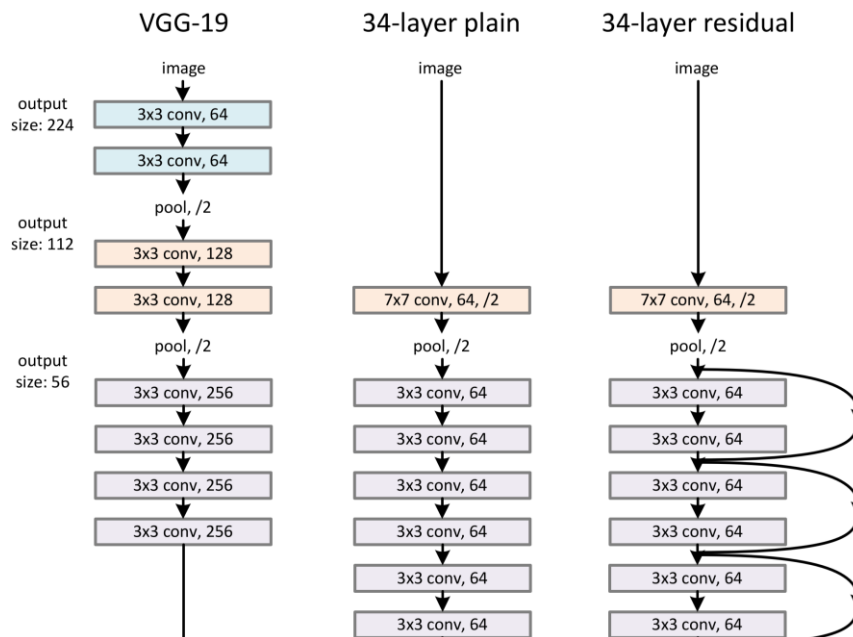 VGG-19
34-layer plain
34-layer residual
image
image
image
output
size: 224
3x3 conv, 64
3x3 conv, 64
pool, /2
output
size: 112
3x3 conv, 128
3x3 conv, 128
7x7 conv, 64, /2
7x7 conv, 64, /2
pool, /2
pool, /2
pool, /2
output
size: 56
3x3 conv, 256
3x3 conv, 64
3x3 conv, 64
3x3 conv, 256
3x3 conv, 64
3x3 conv, 64
3x3 conv, 256
3x3 conv, 64
3x3 conv, 64
3x3 conv, 256
3x3 conv, 64
3x3 conv, 64
3x3 conv, 64
3x3 conv, 64
3x3 conv, 64
3x3 conv, 64